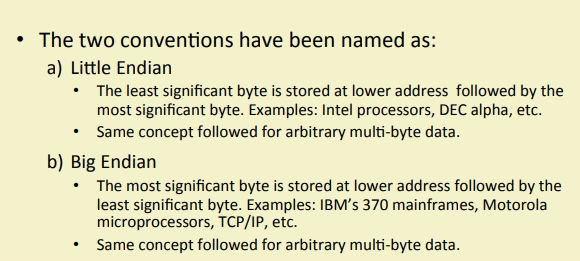 • The two conventions have been named as:
a) Little Endian
• The least significant byte is stored at lower address followed by the
most significant byte. Examples: Intel processors, DEC alpha, etc.
• Same concept followed for arbitrary multi-byte data.
b) Big Endian
• The most significant byte is stored at lower address followed by the
least significant byte. Examples: IBM's 370 mainframes, Motorola
microprocessors, TCP/IP, etc.
• Same concept followed for arbitrary multi-byte data.